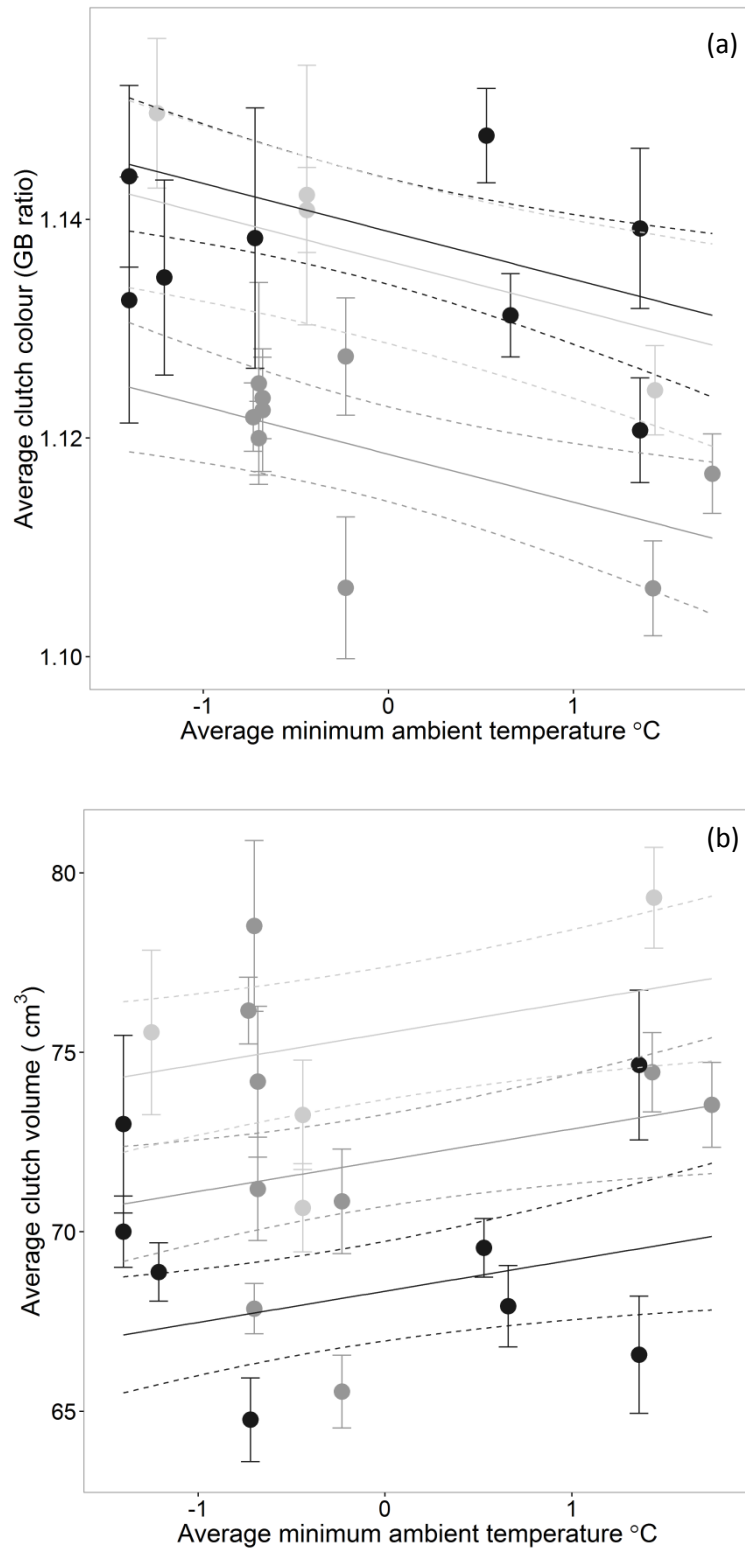 (a)
Average clutch colour (GB ratio)
1.14
1.12
1.10
-1 0 1
Average minimum ambient temperature °C
(b)
Average clutch volume ( cm³)
80
75
70
65
-1 0 1
Average minimum ambient temperature °C